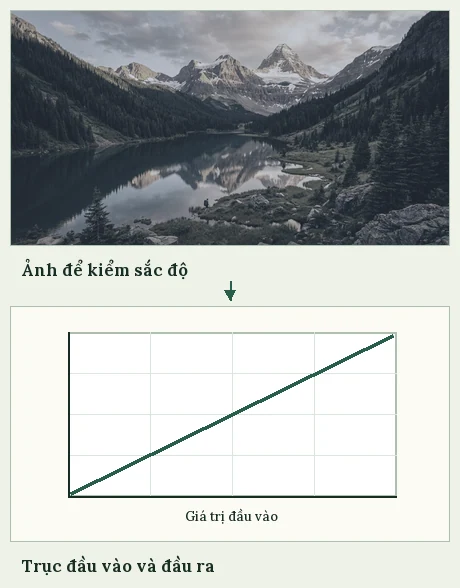 Ảnh để kiểm sắc độ
Giá trị đầu vào
Trục đầu vào và đầu ra